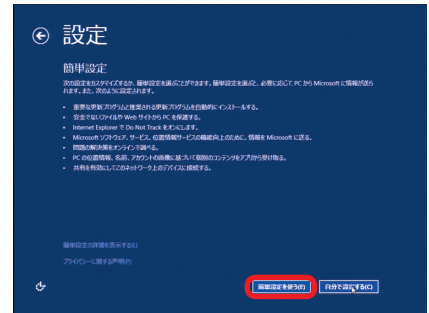 設定
簡単設定
次の設定をカスタマイズするか、簡単設定を選ぶことができます。簡単設定を選ぶと、必要に応じて PC から Microsoft に情報が送ら
れます。また、次のように設定されます。
• 重要な更新プログラムと推奨される更新プログラムを自動的にインストールする。
• 安全でないファイルや Web サイトから PC を保護する。
• Internet Explorer で Do Not Track をオンにします。
• Microsoft ソフトウェア、サービス、位置情報サービスの機能向上のために、情報を Microsoft に送る。
• 問題の解決策をオンラインで調べる。
• PC の位置情報、名前、アカウントの画像に基づいて個別のコンテンツをアプリから受け取る。
• 共有を有効にしてこのネットワーク上のデバイスに接続する。
簡単設定の詳細を表示する(L)
プライバシーに関する声明(P)
簡単設定を使う(E) 自分で設定する(C)